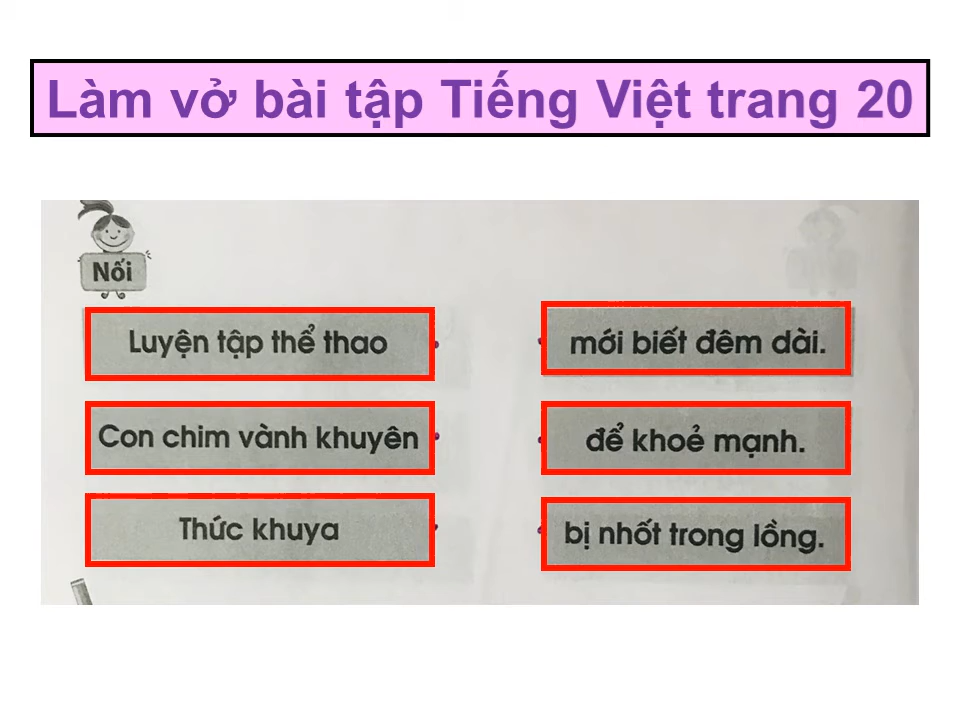 Làm vở bài tập Tiếng Việt trang 20
Nối
Luyện tập thể thao
mới biết đêm dài.
Con chim vành khuyên
để khoẻ mạnh.
Thức khuya
bị nhốt trong lồng.